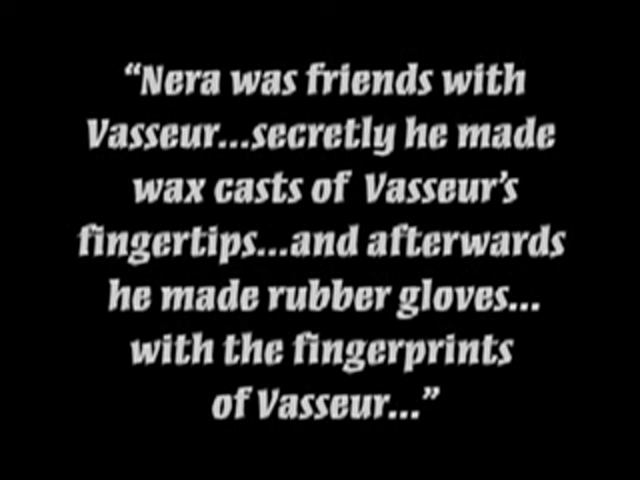 “Nera was friends with
Vasseur...secretly he made
wax casts of Vasseur’s
fingertips...and afterwards
he made rubber gloves...
with the fingerprints
of Vasseur...”